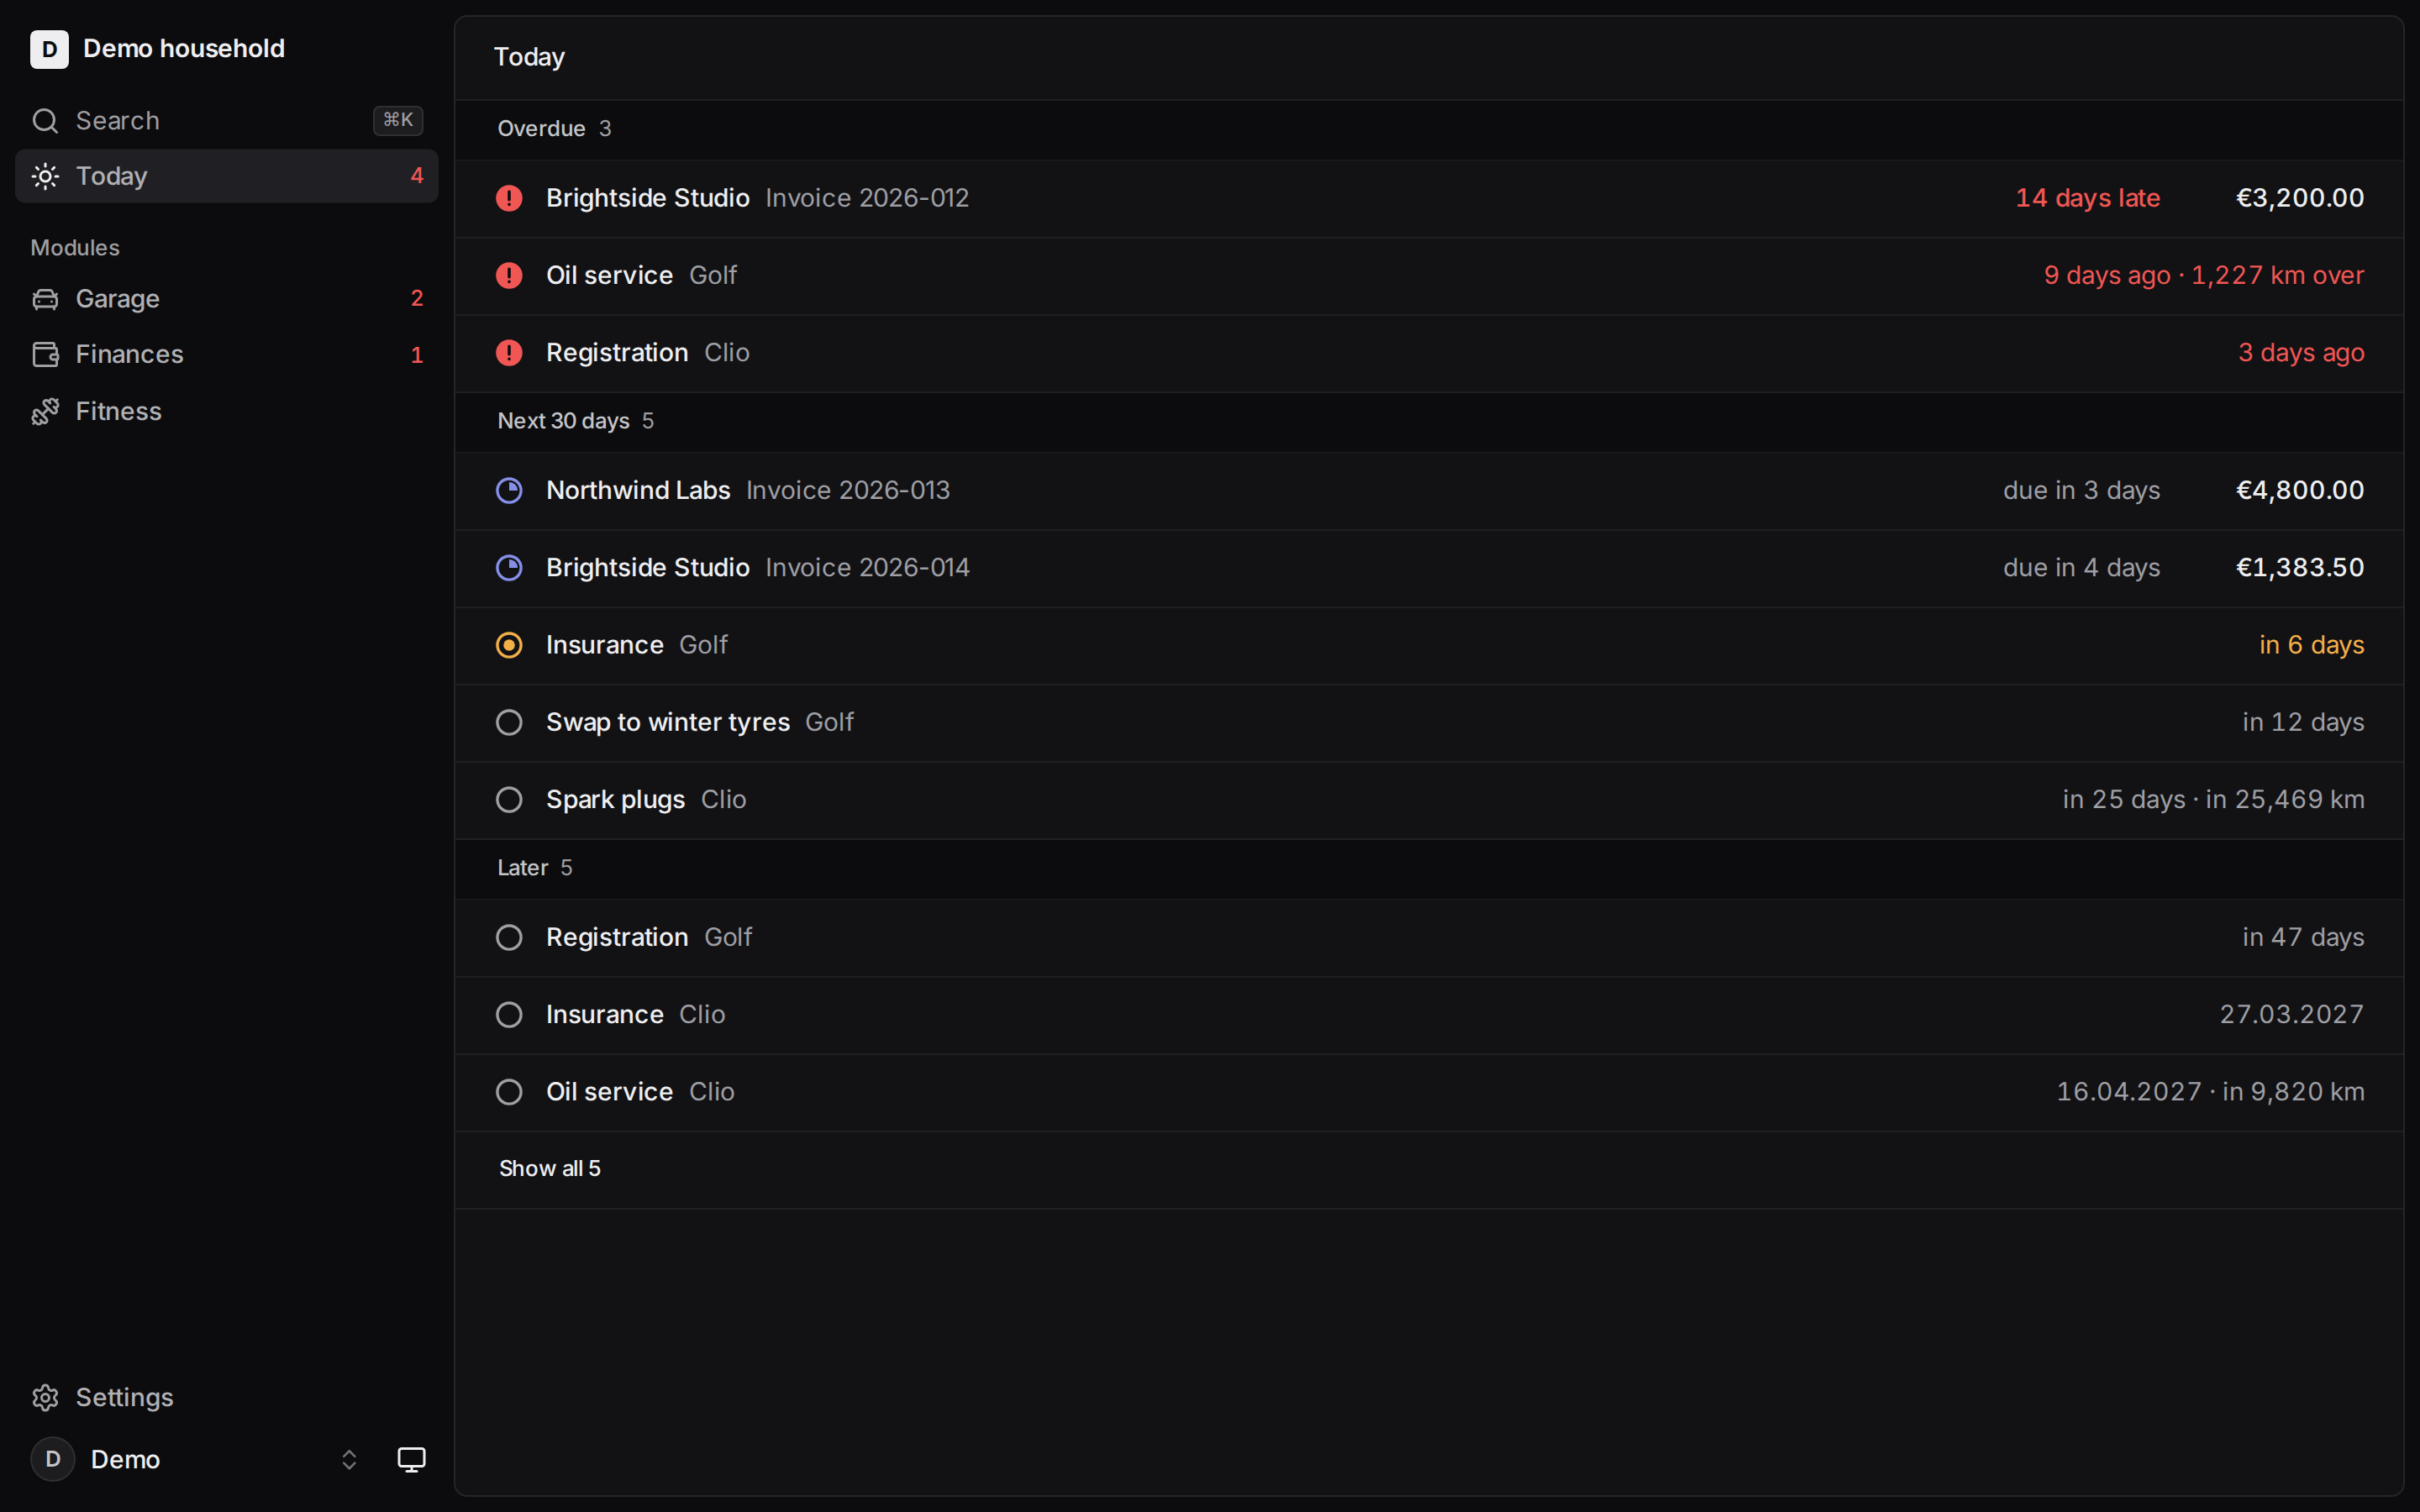 D Demo household
Search ⌘K
Today 4
Modules
Garage 2
Finances 1
Fitness
Settings
D Demo
Today
Overdue 3
Brightside Studio Invoice 2026-012 14 days late €3,200.00
Oil service Golf 9 days ago · 1,227 km over
Registration Clio 3 days ago
Next 30 days 5
Northwind Labs Invoice 2026-013 due in 3 days €4,800.00
Brightside Studio Invoice 2026-014 due in 4 days €1,383.50
Insurance Golf in 6 days
Swap to winter tyres Golf in 12 days
Spark plugs Clio in 25 days · in 25,469 km
Later 5
Registration Golf in 47 days
Insurance Clio 27.03.2027
Oil service Clio 16.04.2027 · in 9,820 km
Show all 5